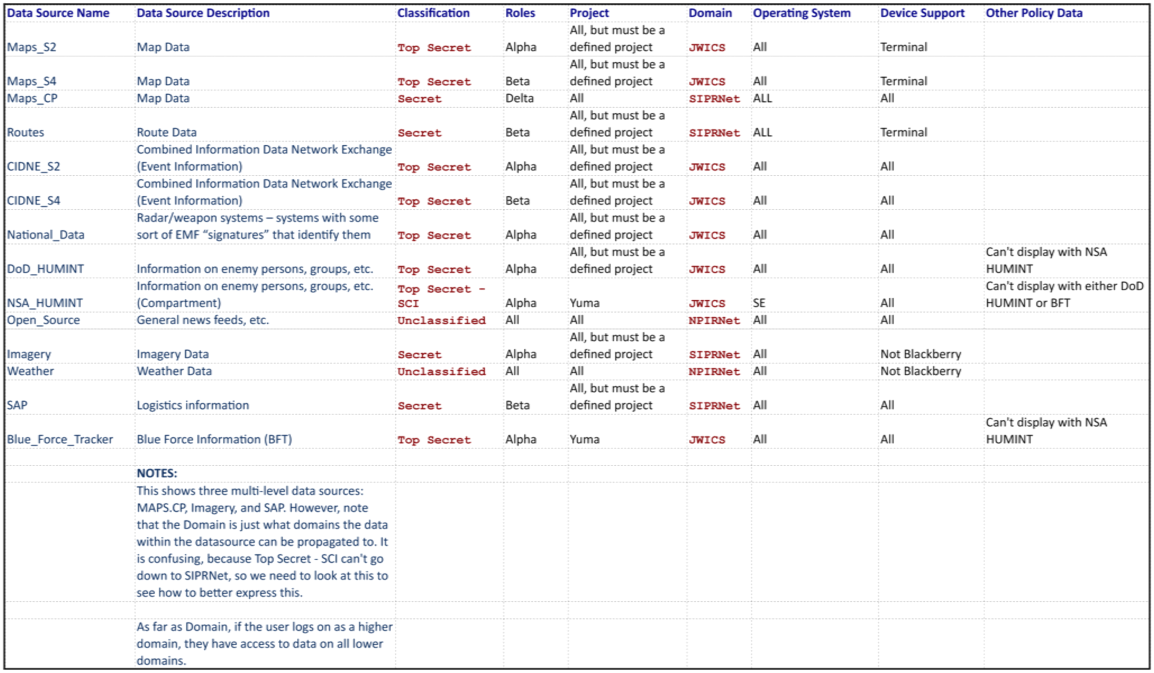 Data Source Name Data Source Description Classification Roles Project Domain Operating System Device Support Other Policy Data
All, but must be a
Maps_S2 Map Data Top Secret Alpha defined project JWICS All Terminal
All, but must be a
Maps_S4 Map Data Top Secret Beta defined project JWICS All Terminal
Maps_CP Map Data Secret Delta All SIPRNet ALL All
All, but must be a
Routes Route Data Secret Beta defined project SIPRNet ALL Terminal
Combined Information Data Network Exchange All, but must be a
CIDNE_S2 (Event Information) Top Secret Alpha defined project JWICS All All
Combined Information Data Network Exchange All, but must be a
CIDNE_S4 (Event Information) Top Secret Beta defined project JWICS All All
Radar/weapon systems – systems with some All, but must be a
National_Data sort of EMF “signatures” that identify them Top Secret Alpha defined project JWICS All All
All, but must be a Can't display with NSA
DoD_HUMINT Information on enemy persons, groups, etc. Top Secret Alpha defined project JWICS All All HUMINT
Information on enemy persons, groups, etc. Top Secret - Can't display with either DoD
NSA_HUMINT (Compartment) SCI Alpha Yuma JWICS SE All HUMINT or BFT
Open_Source General news feeds, etc. Unclassified All All NPIRNet All All
All, but must be a
Imagery Imagery Data Secret Alpha defined project SIPRNet All Not Blackberry
Weather Weather Data Unclassified All All NPIRNet All Not Blackberry
All, but must be a
SAP Logistics information Secret Beta defined project SIPRNet All All
Can't display with NSA
Blue_Force_Tracker Blue Force Information (BFT) Top Secret Alpha Yuma JWICS All All HUMINT
NOTES:
This shows three multi-level data sources:
MAPS.CP, Imagery, and SAP. However, note
that the Domain is just what domains the data
within the datasource can be propagated to. It
is confusing, because Top Secret - SCI can't go
down to SIPRNet, so we need to look at this to
see how to better express this.
As far as Domain, if the user logs on as a higher
domain, they have access to data on all lower
domains.